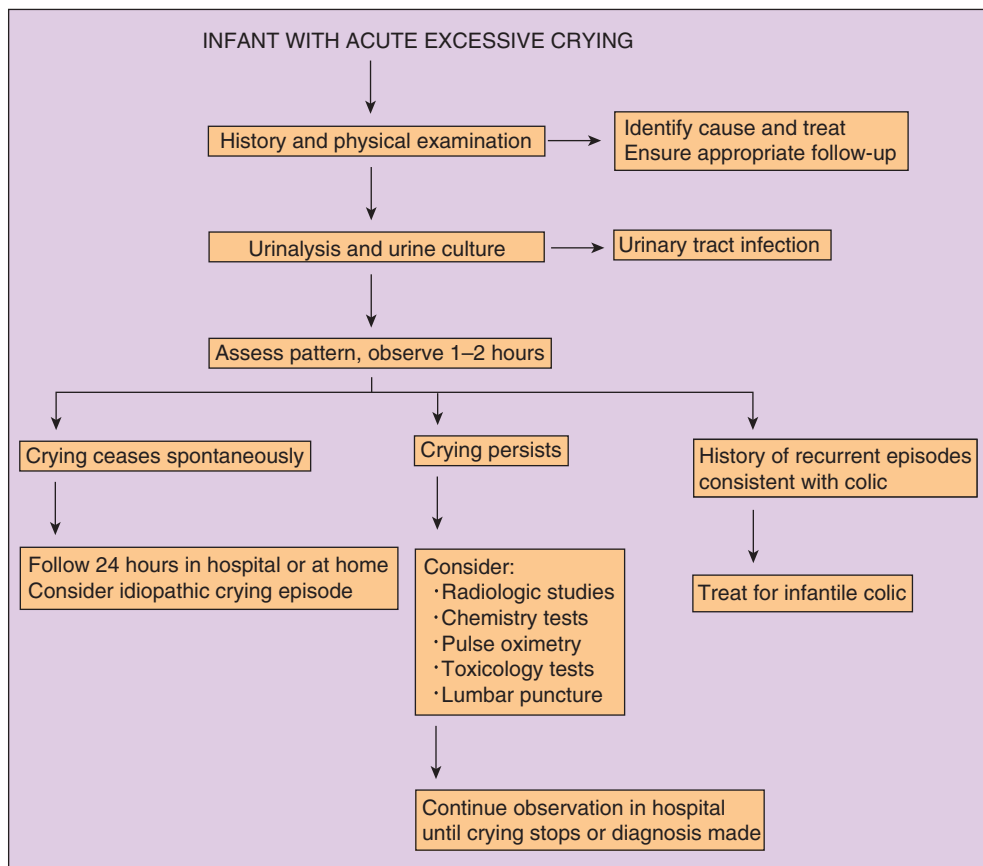 INFANT WITH ACUTE EXCESSIVE CRYING
History and physical examination
Identify cause and treat
Ensure appropriate follow-up
Urinalysis and urine culture
Urinary tract infection
Assess pattern, observe 1–2 hours
Crying ceases spontaneously
Follow 24 hours in hospital or at home
Consider idiopathic crying episode
Crying persists
Consider:
·Radiologic studies
·Chemistry tests
·Pulse oximetry
·Toxicology tests
·Lumbar puncture
Continue observation in hospital
until crying stops or diagnosis made
History of recurrent episodes
consistent with colic
Treat for infantile colic